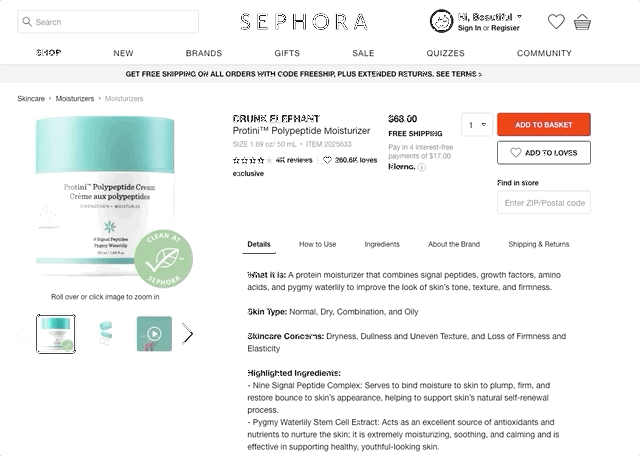 Search
SEPHORA
Hi, Beautiful
Sign In or Register
SHOP
NEW
BRANDS
GIFTS
SALE
QUIZZES
COMMUNITY
GET FREE SHIPPING ON ALL ORDERS WITH CODE FREESHIP, PLUS EXTENDED RETURNS. SEE TERMS >
Skincare > Moisturizers > Moisturizers
Protini™ Polypeptide Cream
Crème aux polypeptides
STRENGTHEN + MOISTURIZE
9 Signal Peptides
Pygmy Waterlily
50 ml / 1.69 oz
CLEAN AT
SEPHORA
Roll over or click image to zoom in
DRUNK ELEPHANT
Protini™ Polypeptide Moisturizer
SIZE 1.69 oz/ 50 mL • ITEM 2025633
4K reviews
260.6K loves
exclusive
$68.00
FREE SHIPPING
Pay in 4 interest-free
payments of $17.00
Klarna.
1
ADD TO BASKET
ADD TO LOVES
Find in store
Enter ZIP/Postal code
Details
How to Use
Ingredients
About the Brand
Shipping & Returns
What it is: A protein moisturizer that combines signal peptides, growth factors, amino
acids, and pygmy waterlily to improve the look of skin's tone, texture, and firmness.
Skin Type: Normal, Dry, Combination, and Oily
Skincare Concerns: Dryness, Dullness and Uneven Texture, and Loss of Firmness and
Elasticity
Highlighted Ingredients:
- Nine Signal Peptide Complex: Serves to bind moisture to skin to plump, firm, and
restore bounce to skin's appearance, helping to support skin's natural self-renewal
process.
- Pygmy Waterlily Stem Cell Extract: Acts as an excellent source of antioxidants and
nutrients to nurture the skin; it is extremely moisturizing, soothing, and calming and is
effective in supporting healthy, youthful-looking skin.